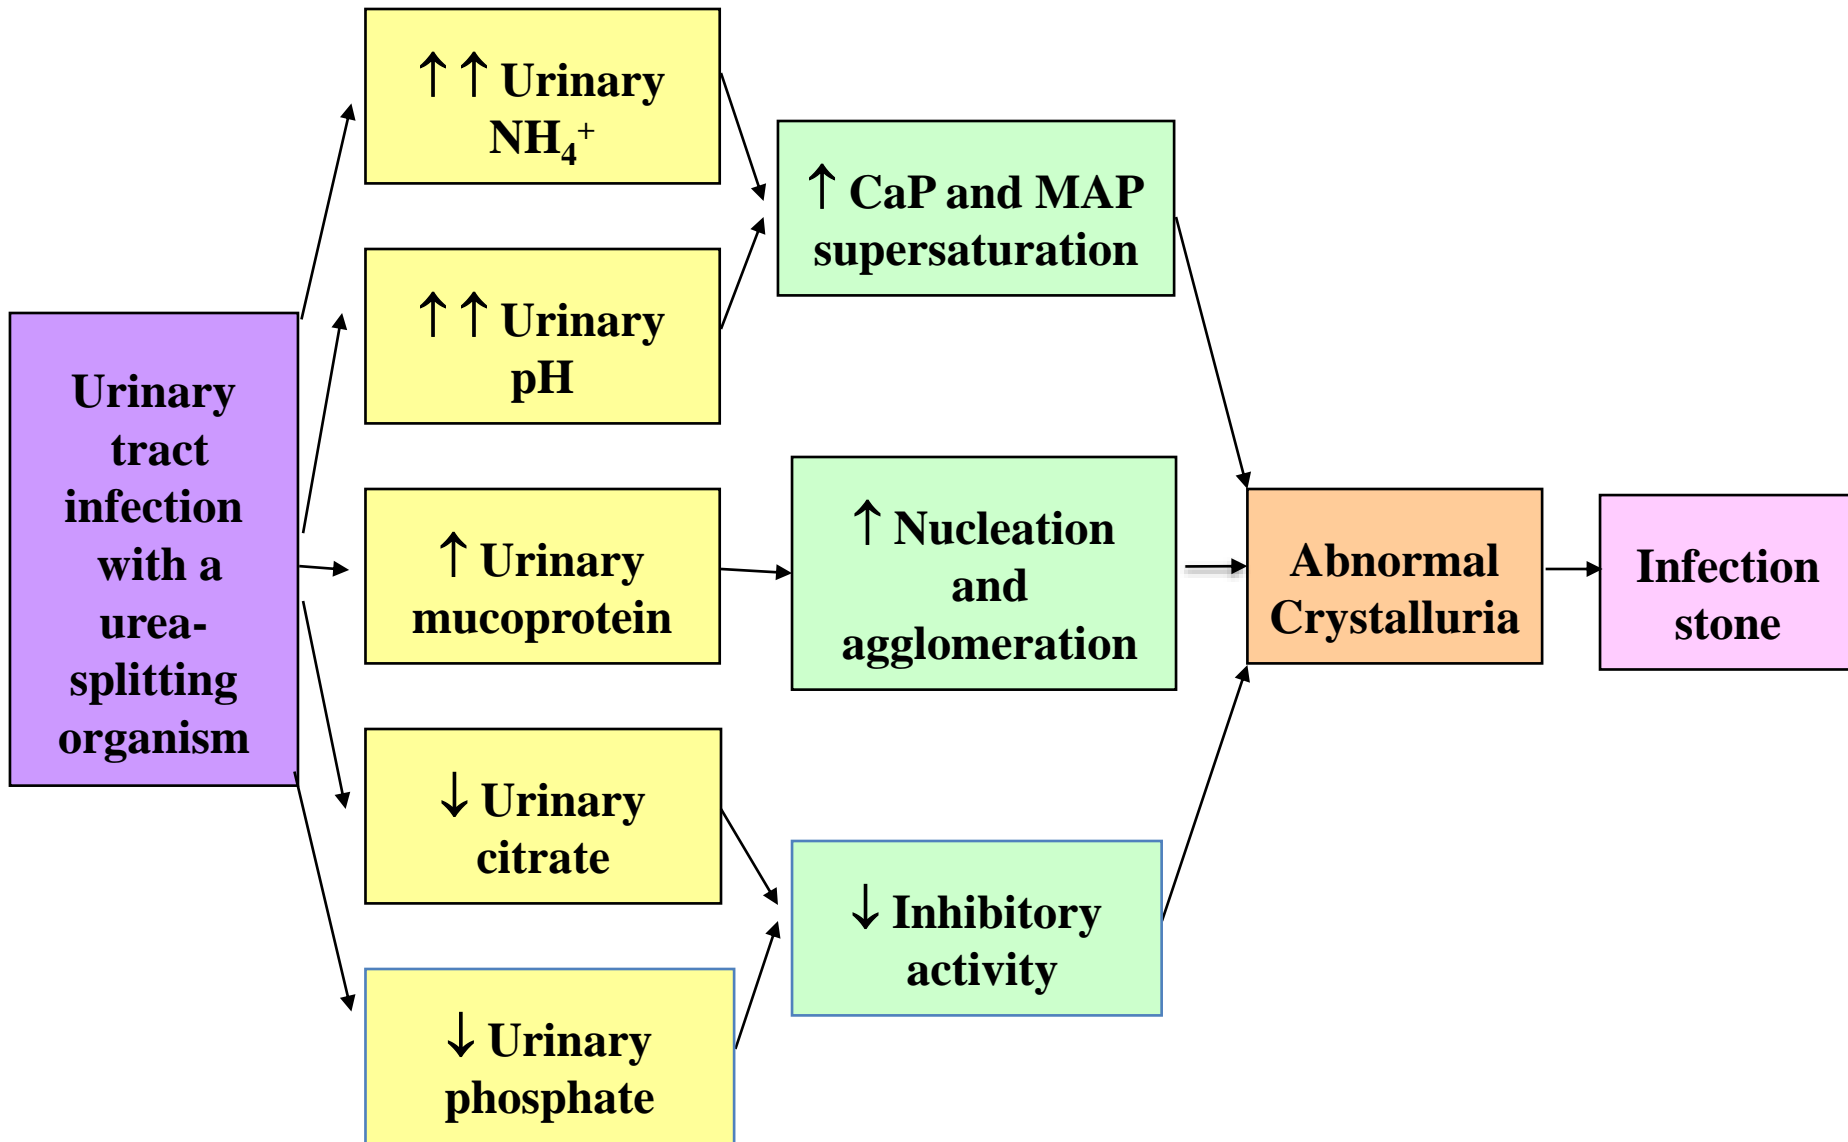 Urinary
tract
infection
with a
urea-
splitting
organism
↑↑ Urinary
NH₄⁺
↑↑ Urinary
pH
↑ Urinary
mucoprotein
↓ Urinary
citrate
↓ Urinary
phosphate
↑ CaP and MAP
supersaturation
↑ Nucleation
and
agglomeration
↓ Inhibitory
activity
Abnormal
Crystalluria
Infection
stone